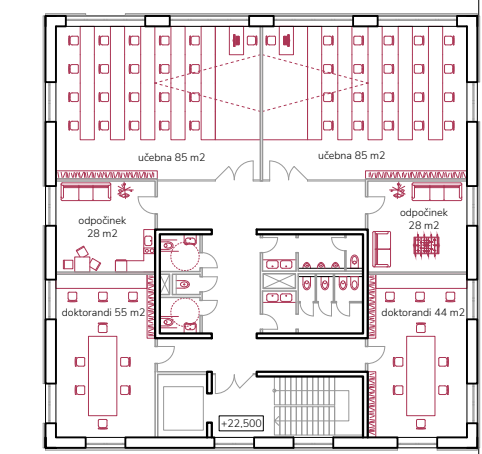 učebna 85 m2
učebna 85 m2
odpočinek
28 m2
odpočinek
28 m2
doktorandi 55 m2
doktorandi 44 m2
+22,500